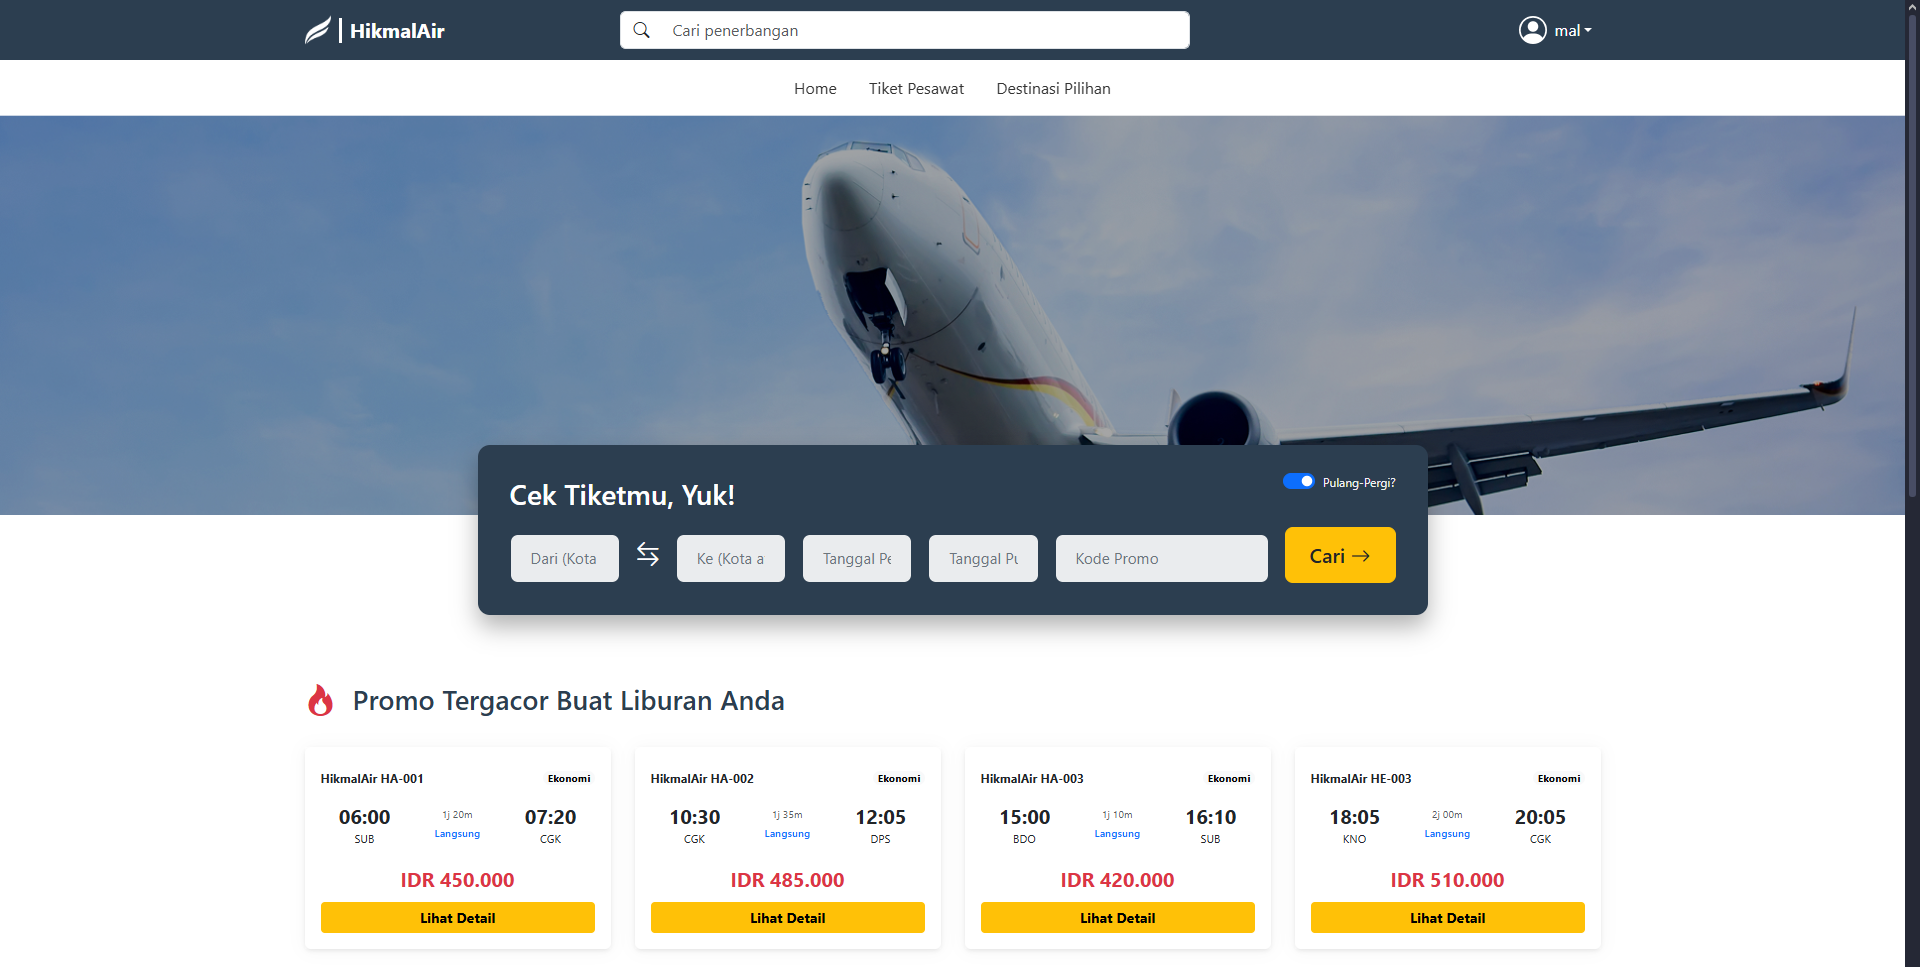 HikmalAir
Cari penerbangan
mal
Home
Tiket Pesawat
Destinasi Pilihan
Cek Tiketmu, Yuk!
Pulang-Pergi?
Dari (Kota
Ke (Kota a
Tanggal Pe
Tanggal Pu
Kode Promo
Cari
Promo Tergacor Buat Liburan Anda
HikmalAir HA-001
Ekonomi
06:00
1j 20m
07:20
SUB
Langsung
CGK
IDR 450.000
Lihat Detail
HikmalAir HA-002
Ekonomi
10:30
1j 35m
12:05
CGK
Langsung
DPS
IDR 485.000
Lihat Detail
HikmalAir HA-003
Ekonomi
15:00
1j 10m
16:10
BDO
Langsung
SUB
IDR 420.000
Lihat Detail
HikmalAir HE-003
Ekonomi
18:05
2j 00m
20:05
KNO
Langsung
CGK
IDR 510.000
Lihat Detail